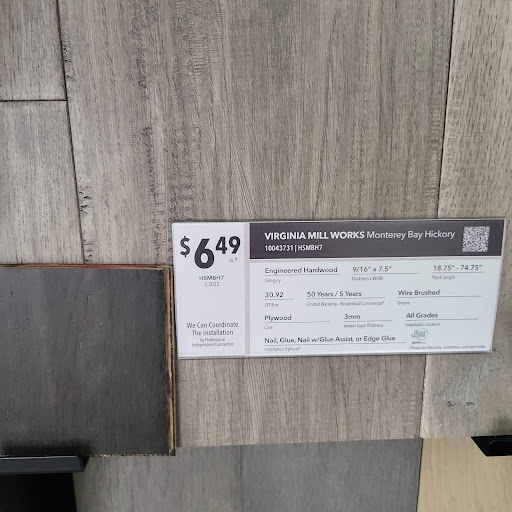 $6.49
sq ft
HSMBH7
3.2022
We Can Coordinate
The Installation
by Professional
Independent Contractors
VIRGINIA MILL WORKS Monterey Bay Hickory
10043731 | HSMBH7
Engineered Hardwood 9/16" x 7.5" 18.75" - 74.75"
Category Thickness x Width Plank Length
30.92 50 Years / 5 Years Wire Brushed
SF/Box Limited Warranty: Residential/Commercial* Texture
Plywood 3mm All Grades
Core Veneer Layer Thickness Installation Location
Nail, Glue, Nail w/Glue Assist, or Edge Glue
Installation Options*